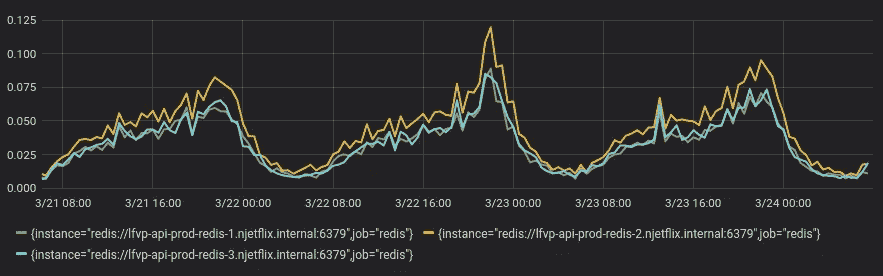 0.125
0.100
0.075
0.050
0.025
0.000
3/21 08:00 3/21 16:00 3/22 00:00 3/22 08:00 3/22 16:00 3/23 00:00 3/23 08:00 3/23 16:00 3/24 00:00
{instance="redis://lfvp-api-prod-redis-1.njetflix.internal:6379",job="redis"} {instance="redis://lfvp-api-prod-redis-2.njetflix.internal:6379",job="redis"}
{instance="redis://lfvp-api-prod-redis-3.njetflix.internal:6379",job="redis"}